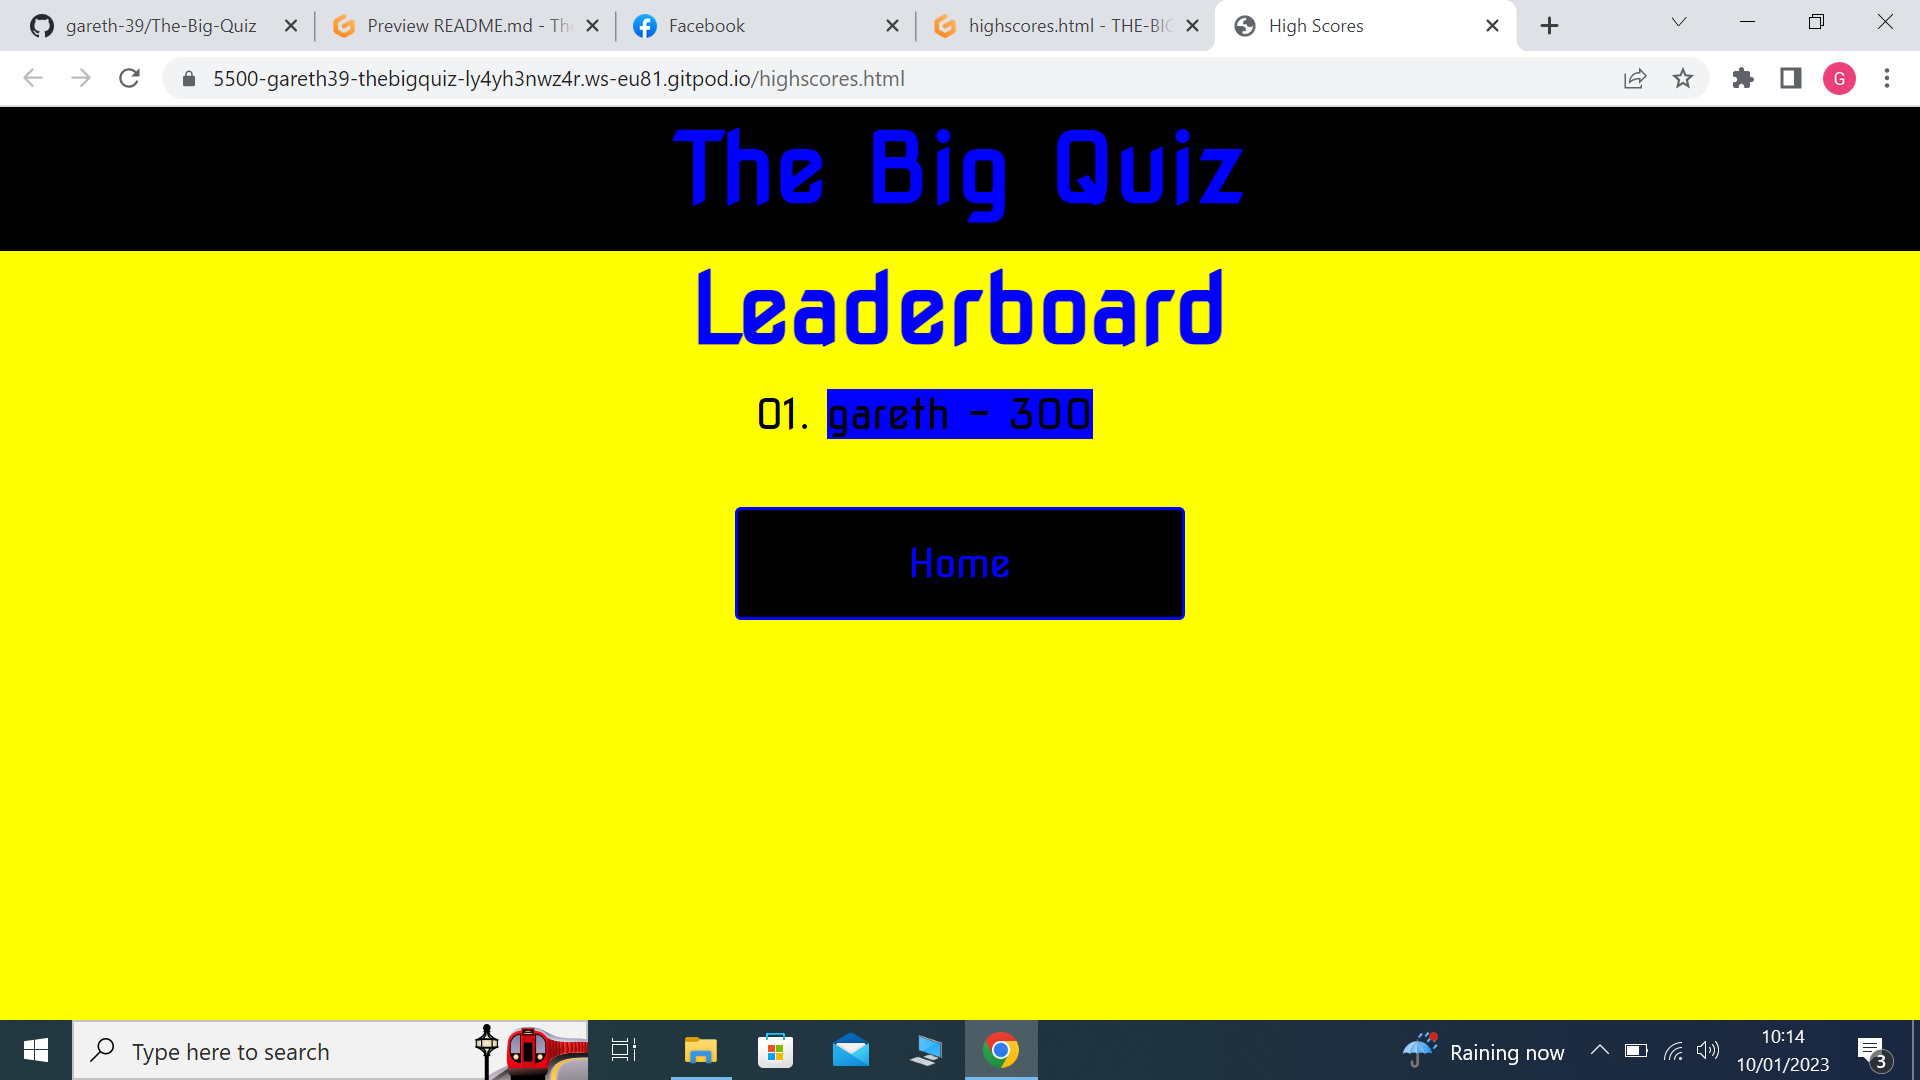 gareth-39/The-Big-Quiz
Preview README.md - Th
Facebook
highscores.html - THE-BIG
High Scores
5500-gareth39-thebigquiz-ly4yh3nwz4r.ws-eu81.gitpod.io/highscores.html
G
The Big Quiz
Leaderboard
01. gareth - 300
Home
Type here to search
Raining now
10:14
10/01/2023
3